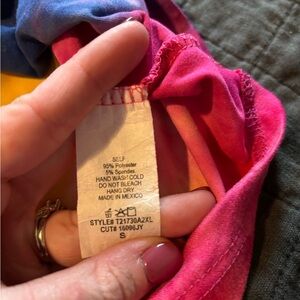 SELF
95% Polyester
5% Spandex
HAND WASH COLD
DO NOT BLEACH
HANG DRY
MADE IN MEXICO
STYLE# T21730A2XL
CUT# 16096JY
S